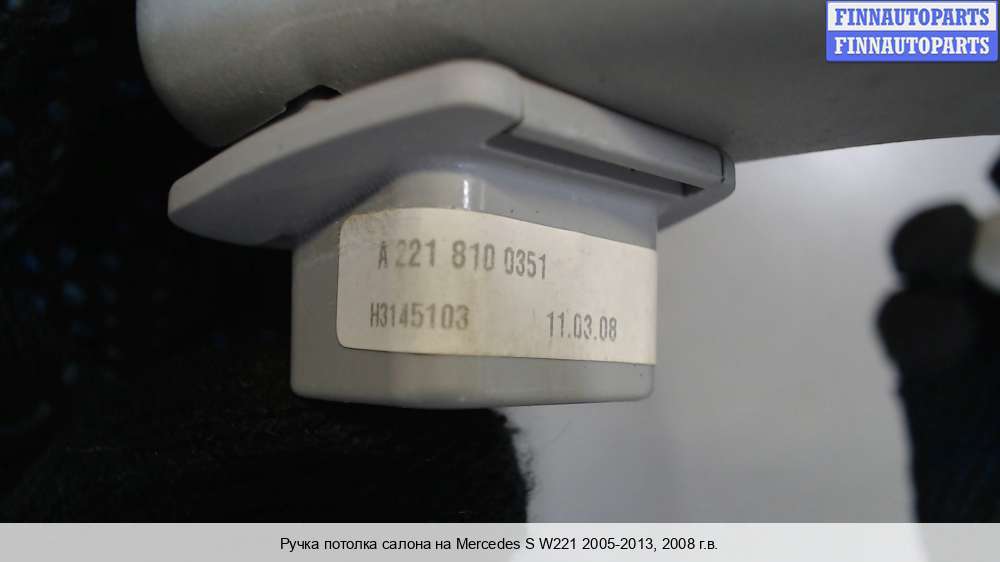 FINNAUTOPARTS
FINNAUTOPARTS
A 221 810 0351
H3145103 11.03.08
Ручка потолка салона на Mercedes S W221 2005-2013, 2008 г.в.